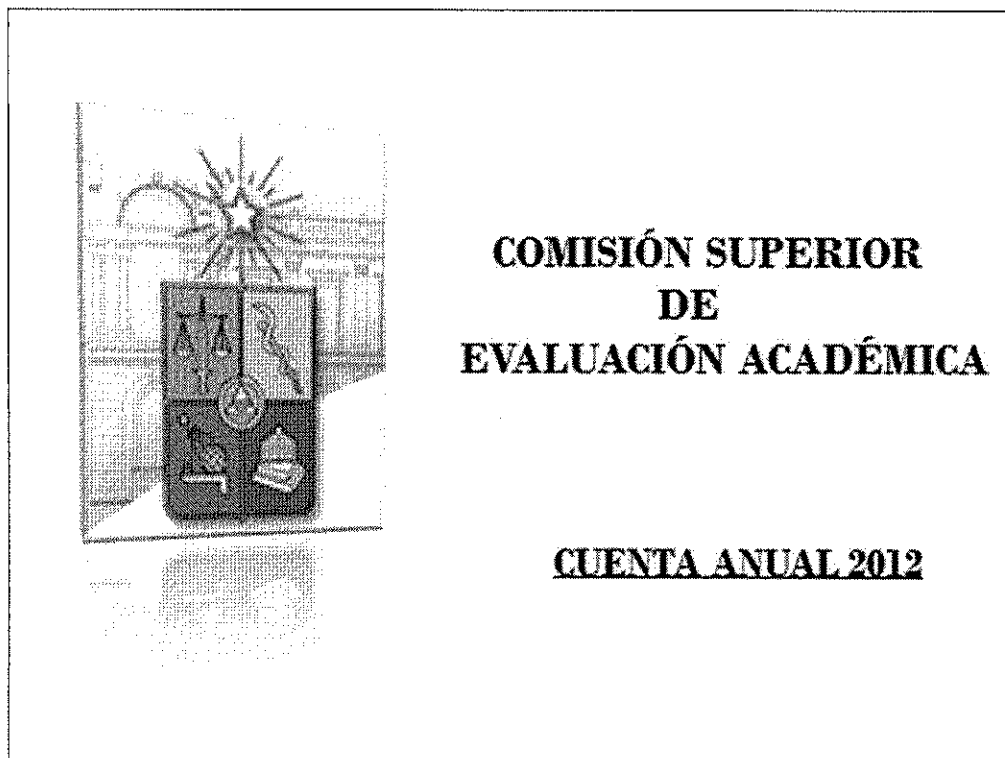 COMISIÓN SUPERIOR
DE
EVALUACIÓN ACADÉMICA
CUENTA ANUAL 2012